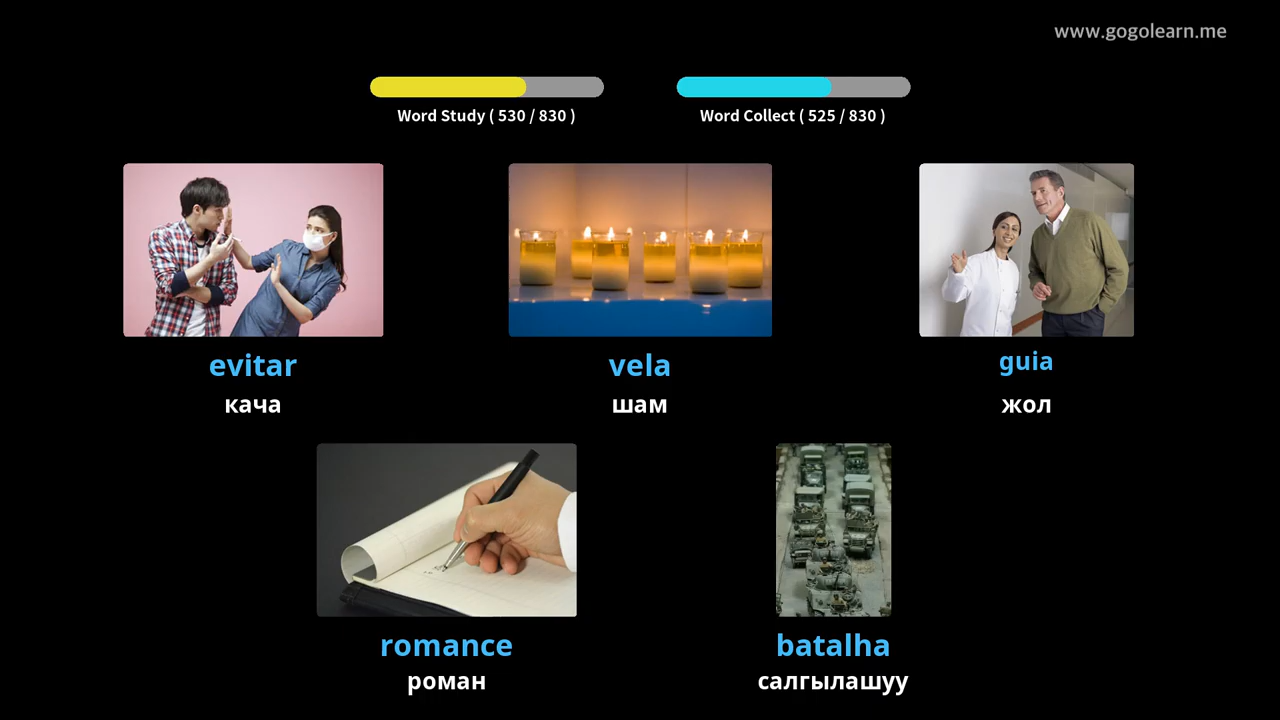 www.gogolearn.me
Word Study ( 530 / 830 )
Word Collect ( 525 / 830 )
evitar
кача
vela
шам
guia
жол
romance
роман
batalha
салгылашуу